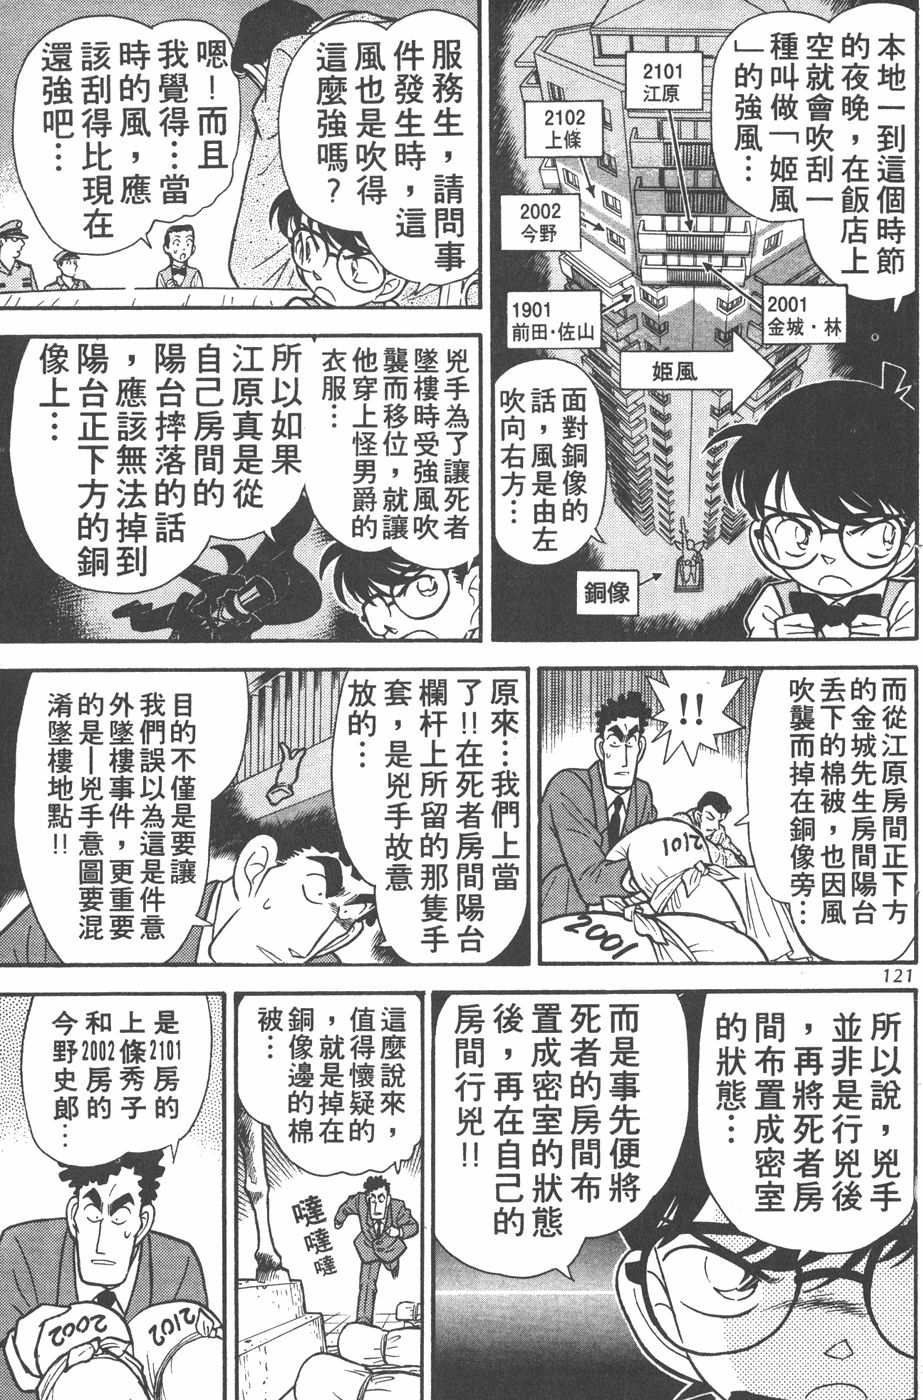 本地一到這個時節
的夜晚，在飯店上
空就會吹刮一
種叫做「姬風
」的強風…
2101
江原
2102
上條
2002
今野
1901
前田·佐山
2001
金城·林
姬風
面對銅像的
話，風是由左
吹向右方…
銅像
服務生，請問事
件發生時，這
風也是吹得
這麼強嗎?
嗯!而且
我覺得…當
時的風，應
該刮得比現在
還強吧…
兇手為了讓死者
墜樓時受強風吹
襲而移位，就讓
他穿上怪男爵的
衣服…
所以如果
江原真是從
自己房間的
陽台摔落的話
，應該無法掉到
陽台正下方的銅
像上…
而從江原房間正下方
的金城先生房間陽台
丟下的棉被，也因風
吹襲而掉在銅像旁…
!!
2101
2001
原來…我們上當
了!!在死者房間陽台
欄杆上所留的那隻手
套，是兇手故意
放的…
目的不僅是要讓
我們誤以為這是件意
外墜樓事件，更重要
的是—兇手意圖要混
淆墜樓地點!!
121
所以說，兇手
並非是行兇後
，再將死者房
間布置成密室
的狀態…
而是事先便將
死者的房間布
置成密室的狀態
後，再在自己的
房間行兇!!
這麼說來，
值得懷疑的
，就是掉在
銅像邊的棉
被…
噠
噠
噠
是2101房的
上條秀子
和2002房的
今野史郎…
2102
2002